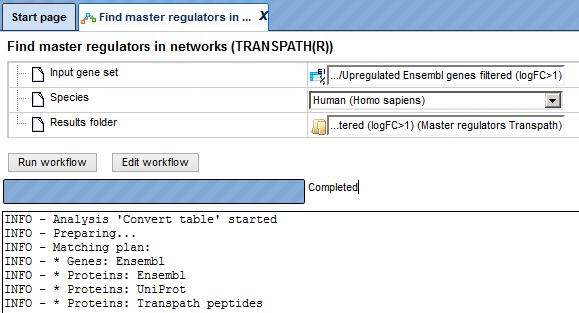 Start page
Find master regulators in ... X
Find master regulators in networks (TRANSPATH(R))
Input gene set
.../Upregulated Ensembl genes filtered (logFC>1)
Species
Human (Homo sapiens)
Results folder
...tered (logFC>1) (Master regulators Transpath)
Run workflow
Edit workflow
Completed
INFO - Analysis 'Convert table' started
INFO - Preparing...
INFO - Matching plan:
INFO - * Genes: Ensembl
INFO - * Proteins: Ensembl
INFO - * Proteins: UniProt
INFO - * Proteins: Transpath peptides